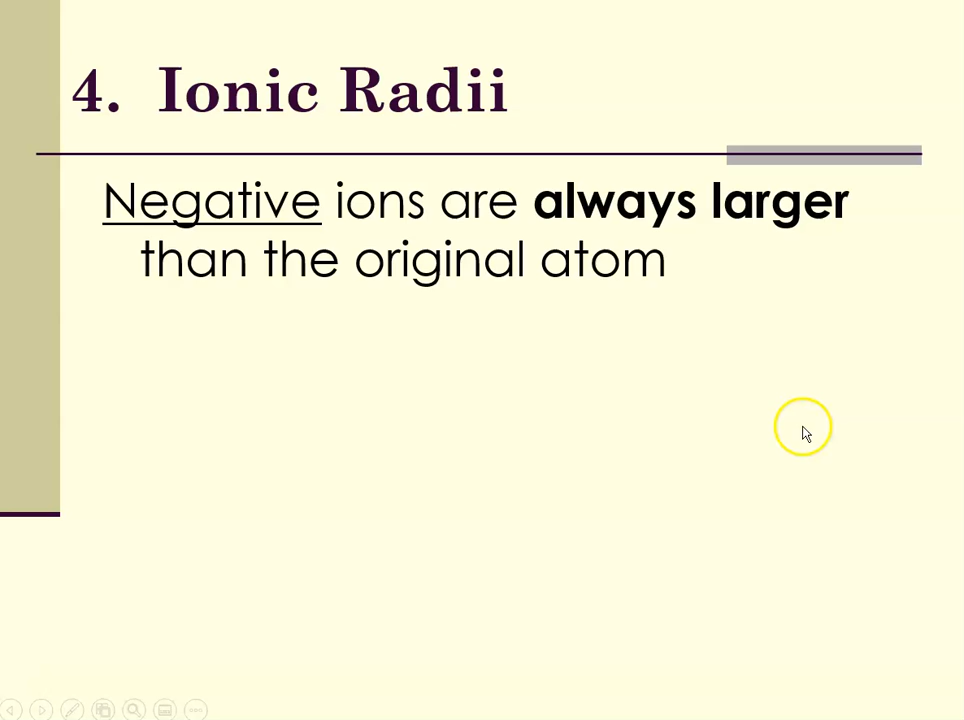 4. Ionic Radii
Negative ions are always larger
than the original atom